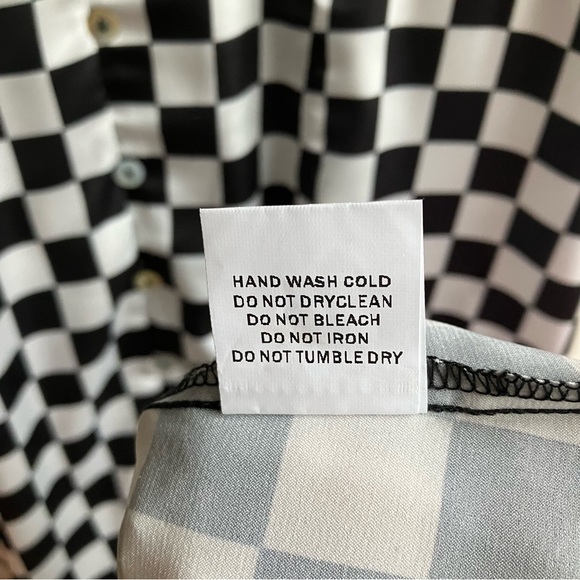 HAND WASH COLD
DO NOT DRYCLEAN
DO NOT BLEACH
DO NOT IRON
DO NOT TUMBLE DRY